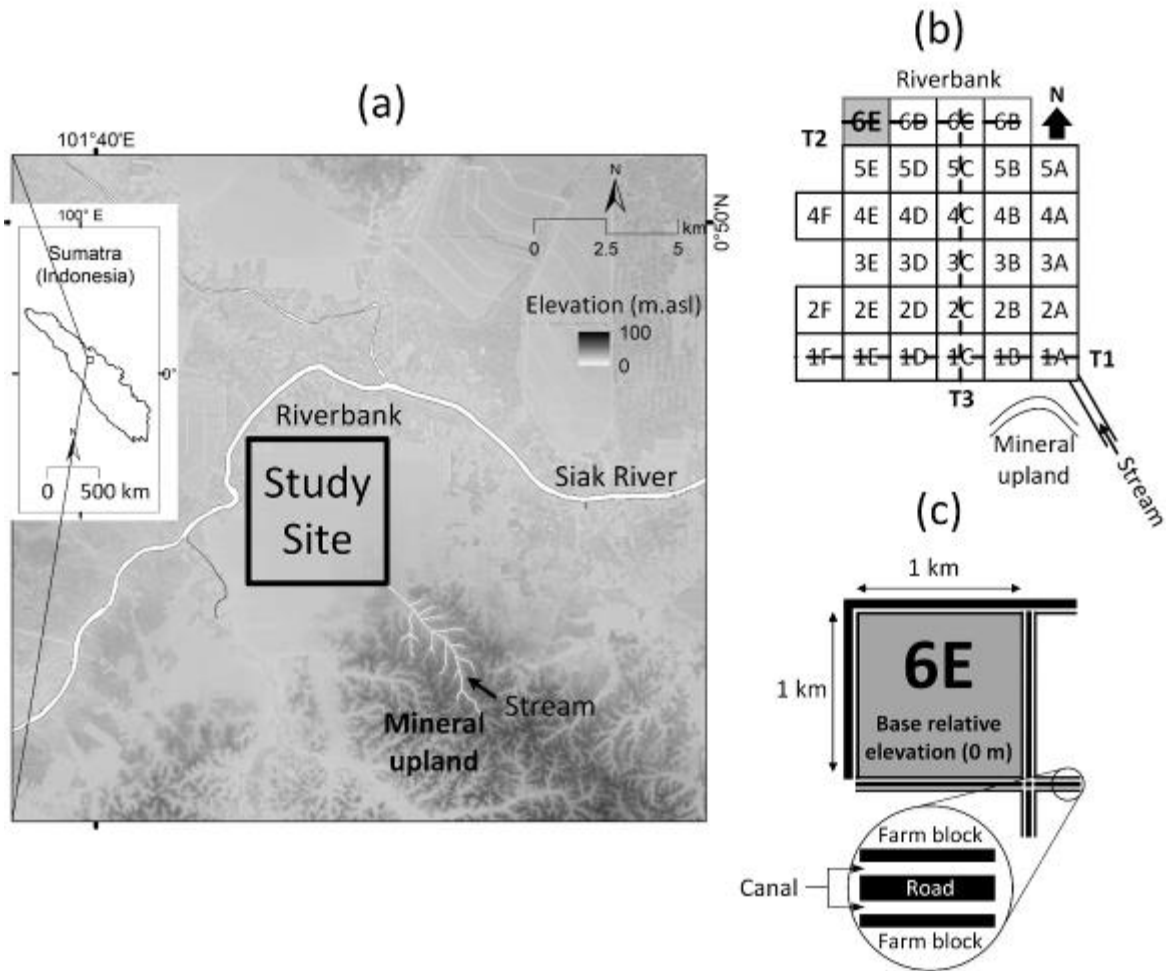 (a)
101°40'E
0°50'N
N
0 2.5 5 km
Elevation (m.asl)
100
0
100° E
Sumatra
(Indonesia)
0°
N
0 500 km
Riverbank
Study
Site
Siak River
Stream
Mineral
upland
(b)
Riverbank
N
T2
6E 6D 6C 6B
5E 5D 5C 5B 5A
4F 4E 4D 4C 4B 4A
3E 3D 3C 3B 3A
2F 2E 2D 2C 2B 2A
1F 1E 1D 1C 1B 1A T1
T3
Mineral
upland
Stream
(c)
1 km
1 km
6E
Base relative
elevation (0 m)
Farm block
Canal
Road
Farm block